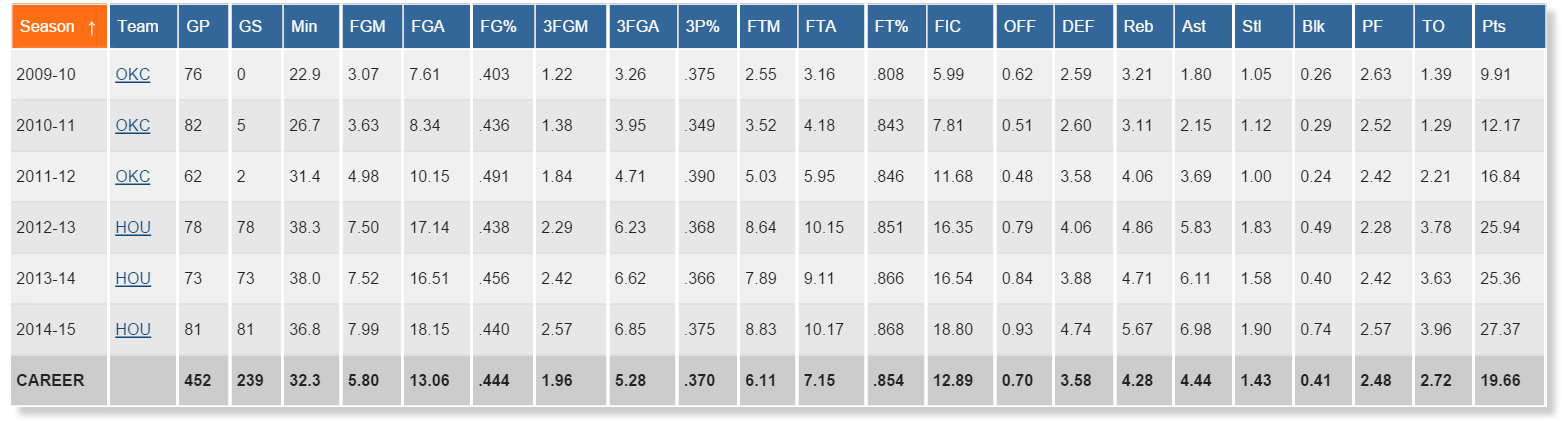 Season ↑ Team GP GS Min FGM FGA FG% 3FGM 3FGA 3P% FTM FTA FT% FIC OFF DEF Reb Ast Stl Blk PF TO Pts
2009-10 OKC 76 0 22.9 3.07 7.61 .403 1.22 3.26 .375 2.55 3.16 .808 5.99 0.62 2.59 3.21 1.80 1.05 0.26 2.63 1.39 9.91
2010-11 OKC 82 5 26.7 3.63 8.34 .436 1.38 3.95 .349 3.52 4.18 .843 7.81 0.51 2.60 3.11 2.15 1.12 0.29 2.52 1.29 12.17
2011-12 OKC 62 2 31.4 4.98 10.15 .491 1.84 4.71 .390 5.03 5.95 .846 11.68 0.48 3.58 4.06 3.69 1.00 0.24 2.42 2.21 16.84
2012-13 HOU 78 78 38.3 7.50 17.14 .438 2.29 6.23 .368 8.64 10.15 .851 16.35 0.79 4.06 4.86 5.83 1.83 0.49 2.28 3.78 25.94
2013-14 HOU 73 73 38.0 7.52 16.51 .456 2.42 6.62 .366 7.89 9.11 .866 16.54 0.84 3.88 4.71 6.11 1.58 0.40 2.42 3.63 25.36
2014-15 HOU 81 81 36.8 7.99 18.15 .440 2.57 6.85 .375 8.83 10.17 .868 18.80 0.93 4.74 5.67 6.98 1.90 0.74 2.57 3.96 27.37
CAREER 452 239 32.3 5.80 13.06 .444 1.96 5.28 .370 6.11 7.15 .854 12.89 0.70 3.58 4.28 4.44 1.43 0.41 2.48 2.72 19.66